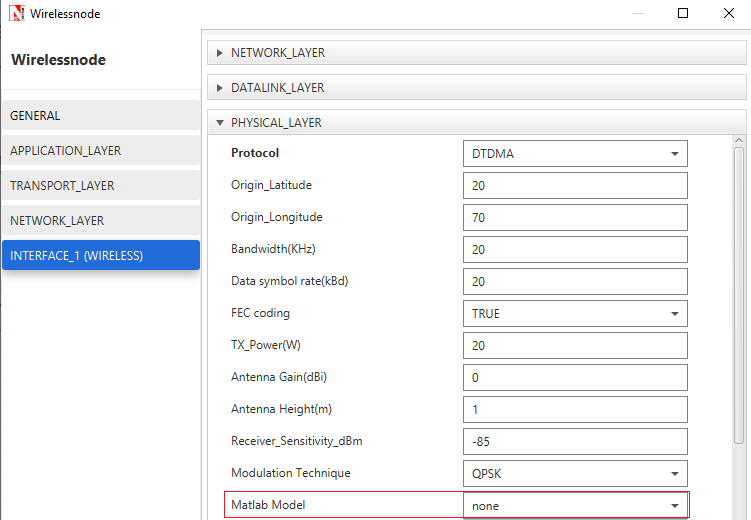 Wirelessnode
Wirelessnode
GENERAL
APPLICATION_LAYER
TRANSPORT_LAYER
NETWORK_LAYER
INTERFACE_1 (WIRELESS)
NETWORK_LAYER
DATALINK_LAYER
PHYSICAL_LAYER
Protocol DTDMA
Origin_Latitude 20
Origin_Longitude 70
Bandwidth(KHz) 20
Data symbol rate(kBd) 20
FEC coding TRUE
TX_Power(W) 20
Antenna Gain(dBi) 0
Antenna Height(m) 1
Receiver_Sensitivity_dBm -85
Modulation Technique QPSK
Matlab Model none